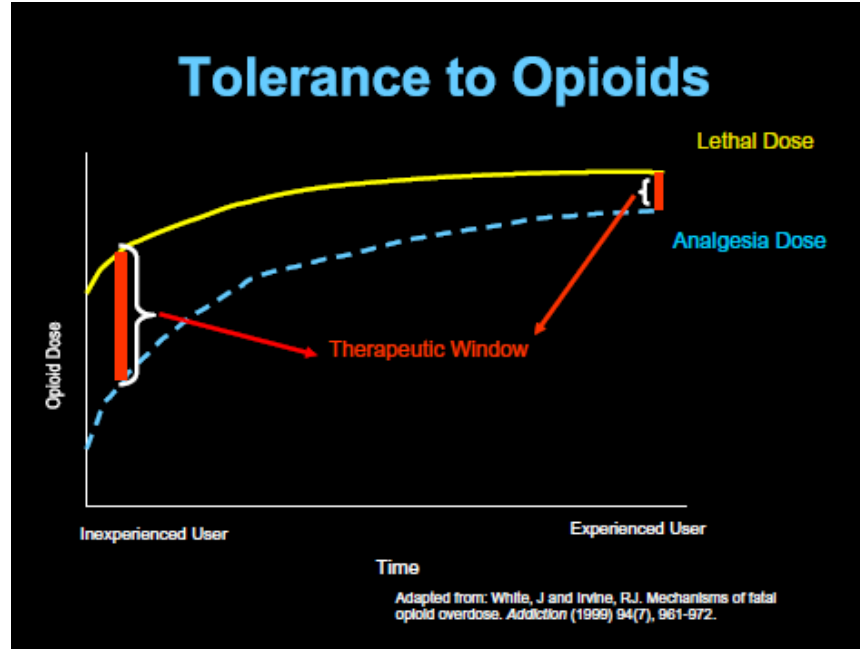 Tolerance to Opioids
Lethal Dose
Analgesia Dose
Therapeutic Window
Opioid Dose
Inexperienced User
Experienced User
Time
Adapted from: White, J and Irvine, RJ. Mechanisms of fatal
opioid overdose. Addiction (1999) 94(7), 961-972.